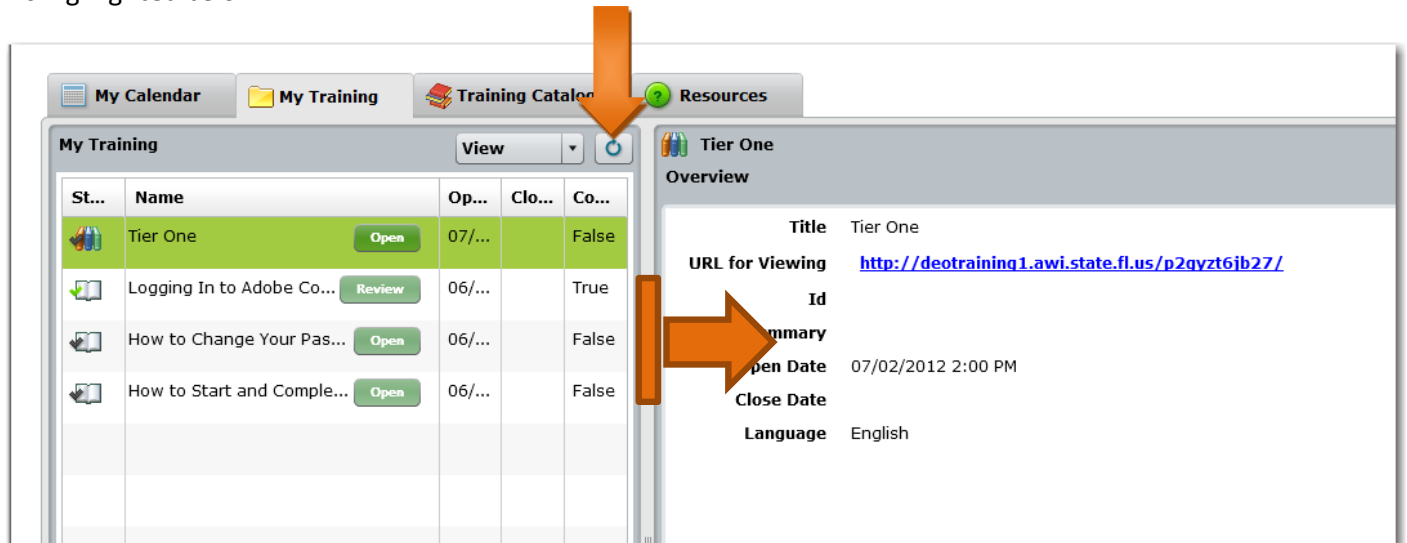 My Calendar My Training Training Catalog Resources
My Training View
St... Name Op... Clo... Co...
Tier One Open 07/... False
Logging In to Adobe Co... Review 06/... True
How to Change Your Pas... Open 06/... False
How to Start and Comple... Open 06/... False
Tier One
Overview
Title Tier One
URL for Viewing http://deotraining1.awi.state.fl.us/p2qyzt6jb27/
Id
mmary
pen Date 07/02/2012 2:00 PM
Close Date
Language English